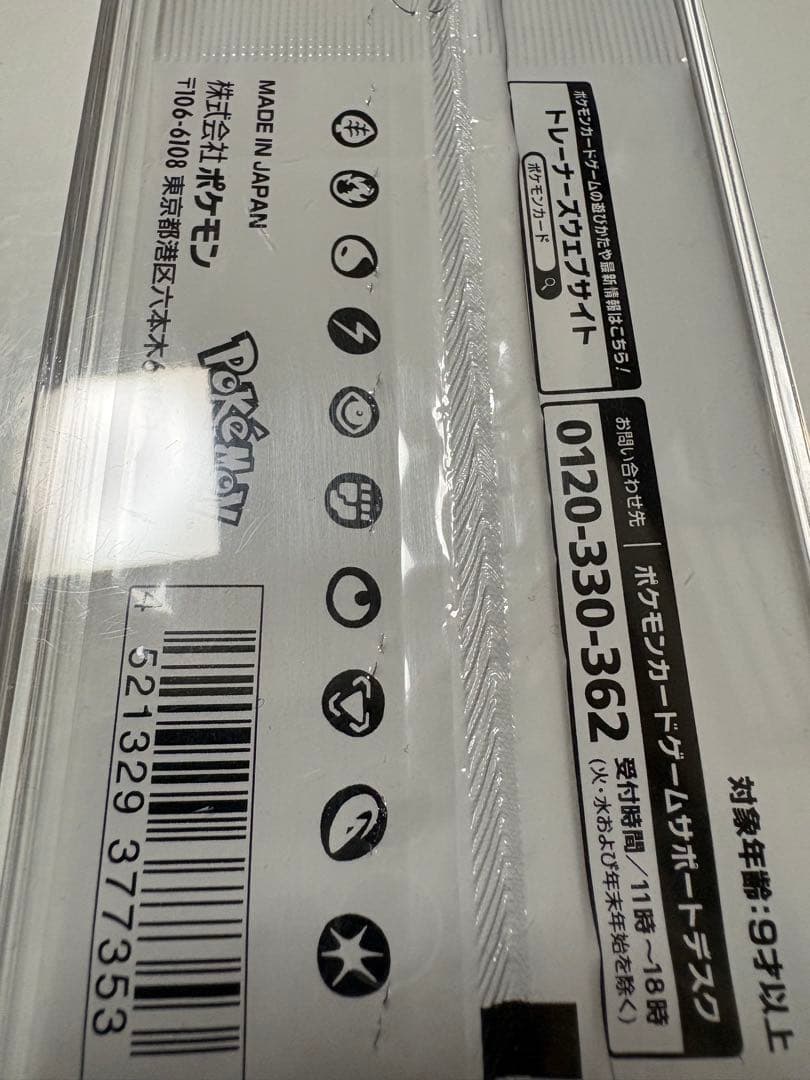 対象年齢:9才以上
ポケモンカードゲームの遊びかたや最新情報はこちら!
トレーナーズウェブサイト
ポケモンカード
お問い合わせ先 | ポケモンカードゲームサポートデスク
0120-330-362
受付時間/11時~18時
(火・水および年末年始を除く)
MADE IN JAPAN
株式会社ポケモン
〒106-6108 東京都港区六本木6
POKéMON
4 521329 377353